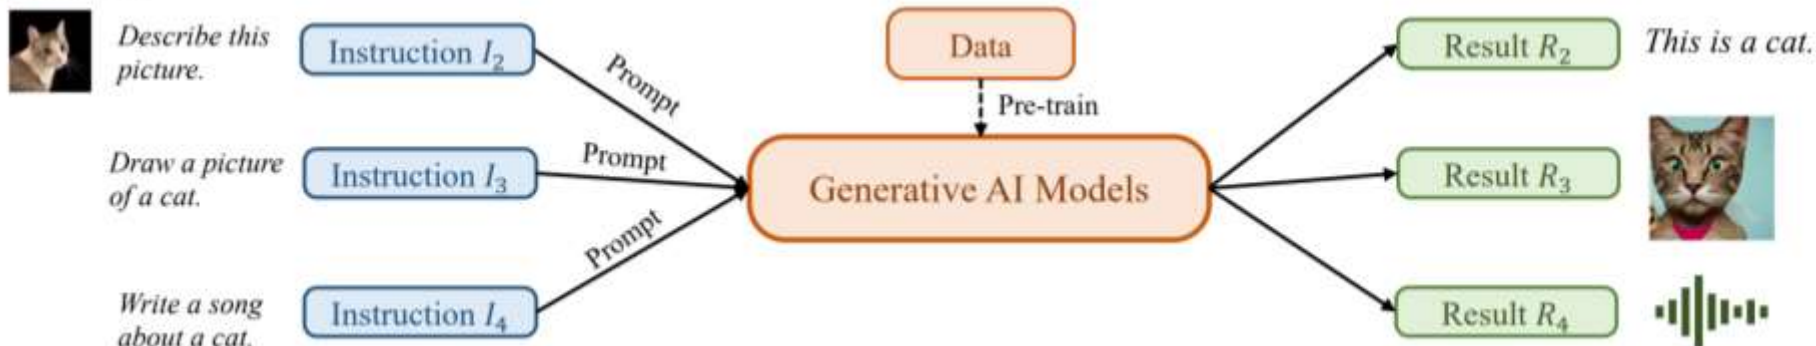 Describe this
picture.
Instruction I₂
Prompt
Data
Pre-train
Result R₂
This is a cat.
Draw a picture
of a cat.
Instruction I₃
Prompt
Generative AI Models
Result R₃
Write a song
about a cat.
Instruction I₄
Prompt
Result R₄